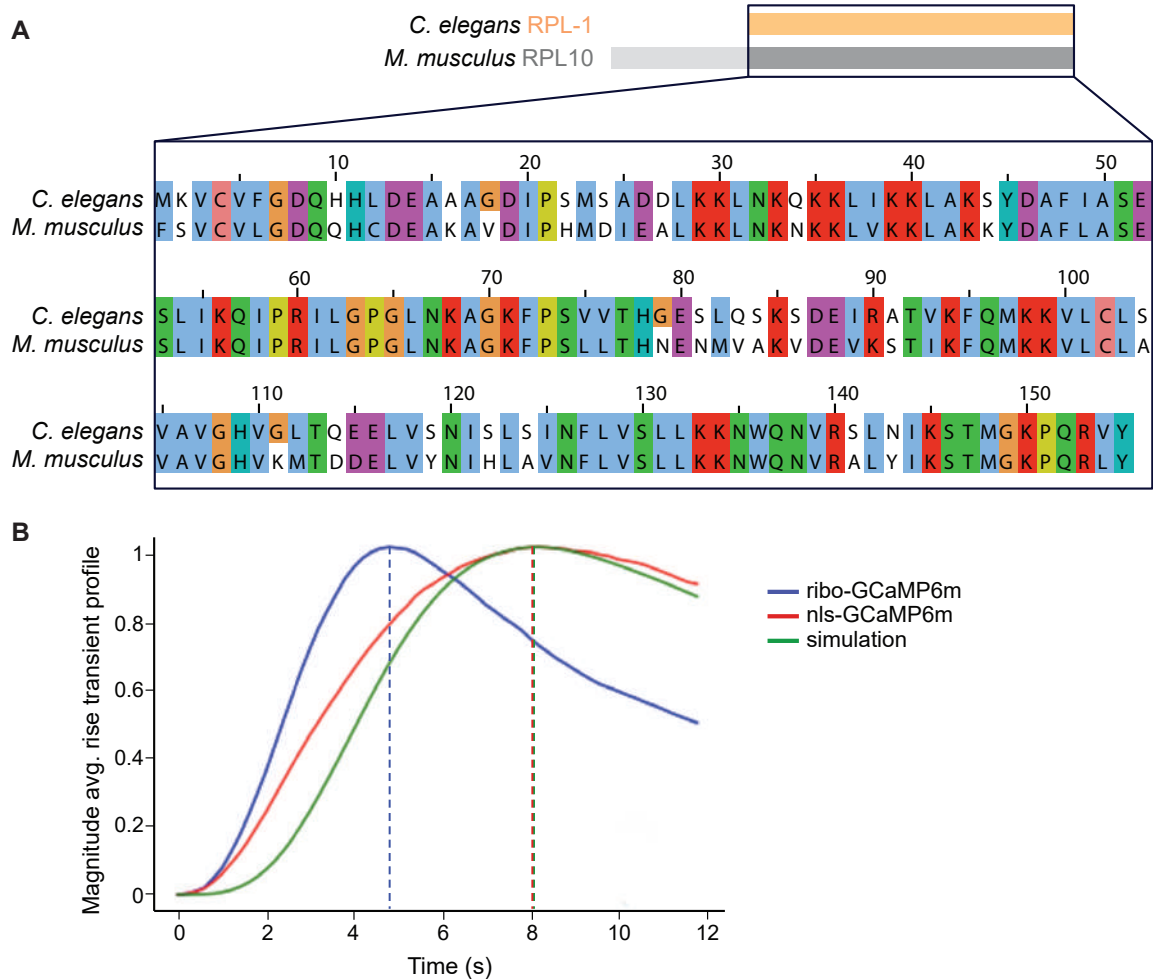 A
C. elegans RPL-1
M. musculus RPL10
10 20 30 40 50
C. elegans MKVCVFGDQHHLDEAAAGDIPSMSADDLKKLNKQKKLIKKLAKSYDAFIASE
M. musculus FSVCVLGDQQHCDEAKAVDIPHMDIEALKKLNKNKKLVKKLAKKYDAFLASE
60 70 80 90 100
C. elegans SLIKQIPRILGPGLNKAGKFPSVVTHGESLQSKSDEIRATVKFQMKKVLCLS
M. musculus SLIKQIPRILGPGLNKAGKFPSLLTHNENMVAKVDEVKSTIKFQMKKVLCLA
110 120 130 140 150
C. elegans VAVGHVGLTQEELVSNISLSINFLVSLLKKNWQNVRSLNIKSTMGKPQRVY
M. musculus VAVGHVKMTDDELVYNIHLAVNFLVSLLKKNWQNVRALYIKSTMGKPQRLY
B
Magnitude avg. rise transient profile
1
0.8
0.6
0.4
0.2
0
0 2 4 6 8 10 12
Time (s)
ribo-GCaMP6m
nls-GCaMP6m
simulation